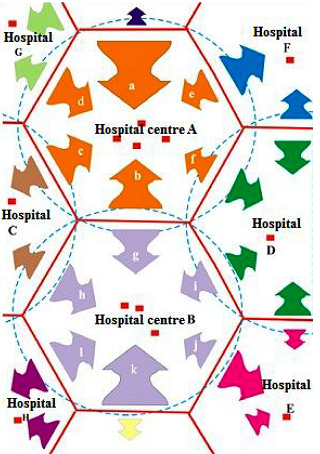 Hospital
G
Hospital
F
a
d
e
Hospital centre A
c
f
b
Hospital
C
Hospital
D
g
h
i
Hospital centre B
l
j
k
Hospital
H
Hospital
E